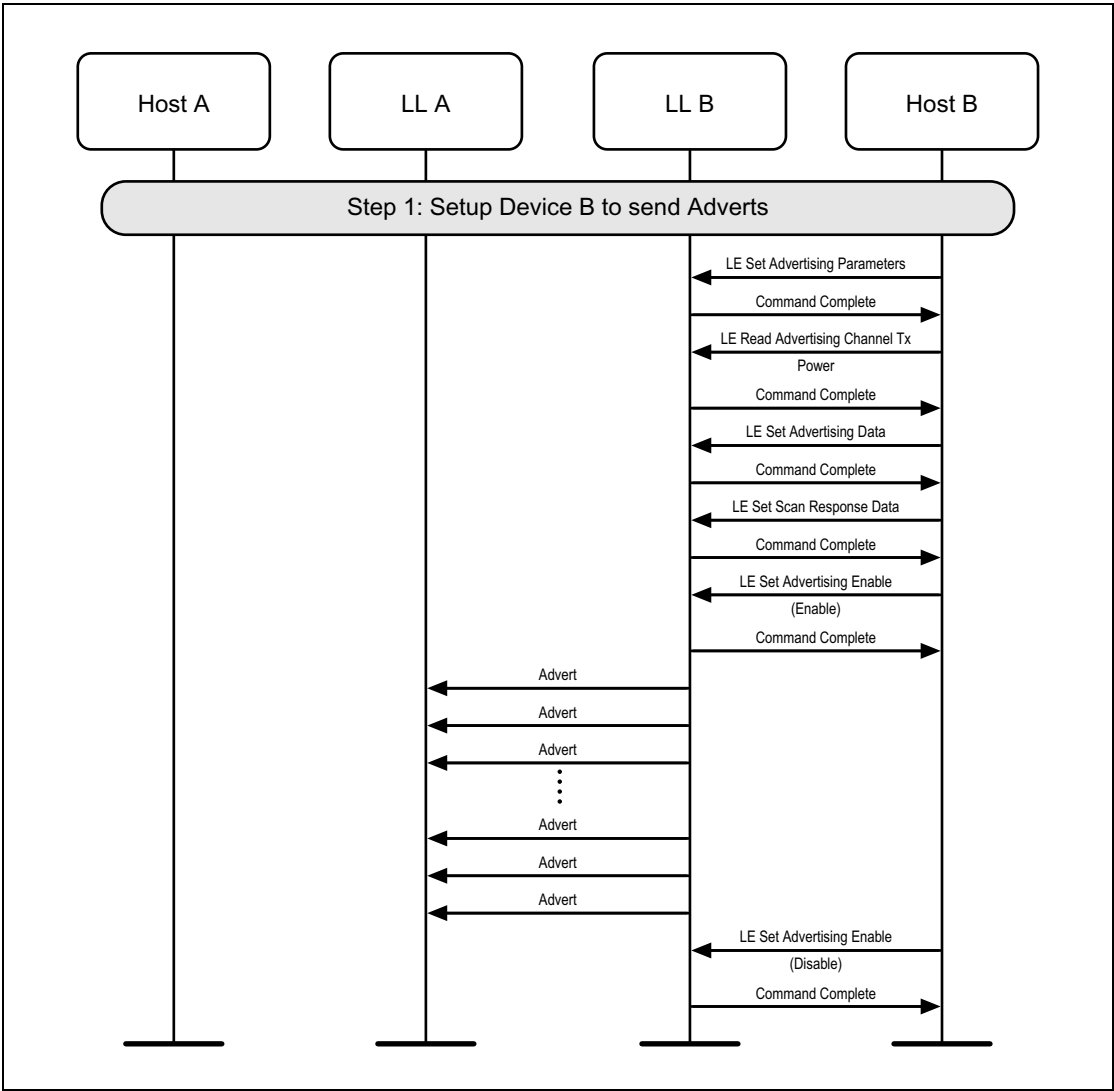 Host A
LL A
LL B
Host B
Step 1: Setup Device B to send Adverts
LE Set Advertising Parameters
Command Complete
LE Read Advertising Channel Tx
Power
Command Complete
LE Set Advertising Data
Command Complete
LE Set Scan Response Data
Command Complete
LE Set Advertising Enable
(Enable)
Command Complete
Advert
Advert
Advert
Advert
Advert
Advert
LE Set Advertising Enable
(Disable)
Command Complete